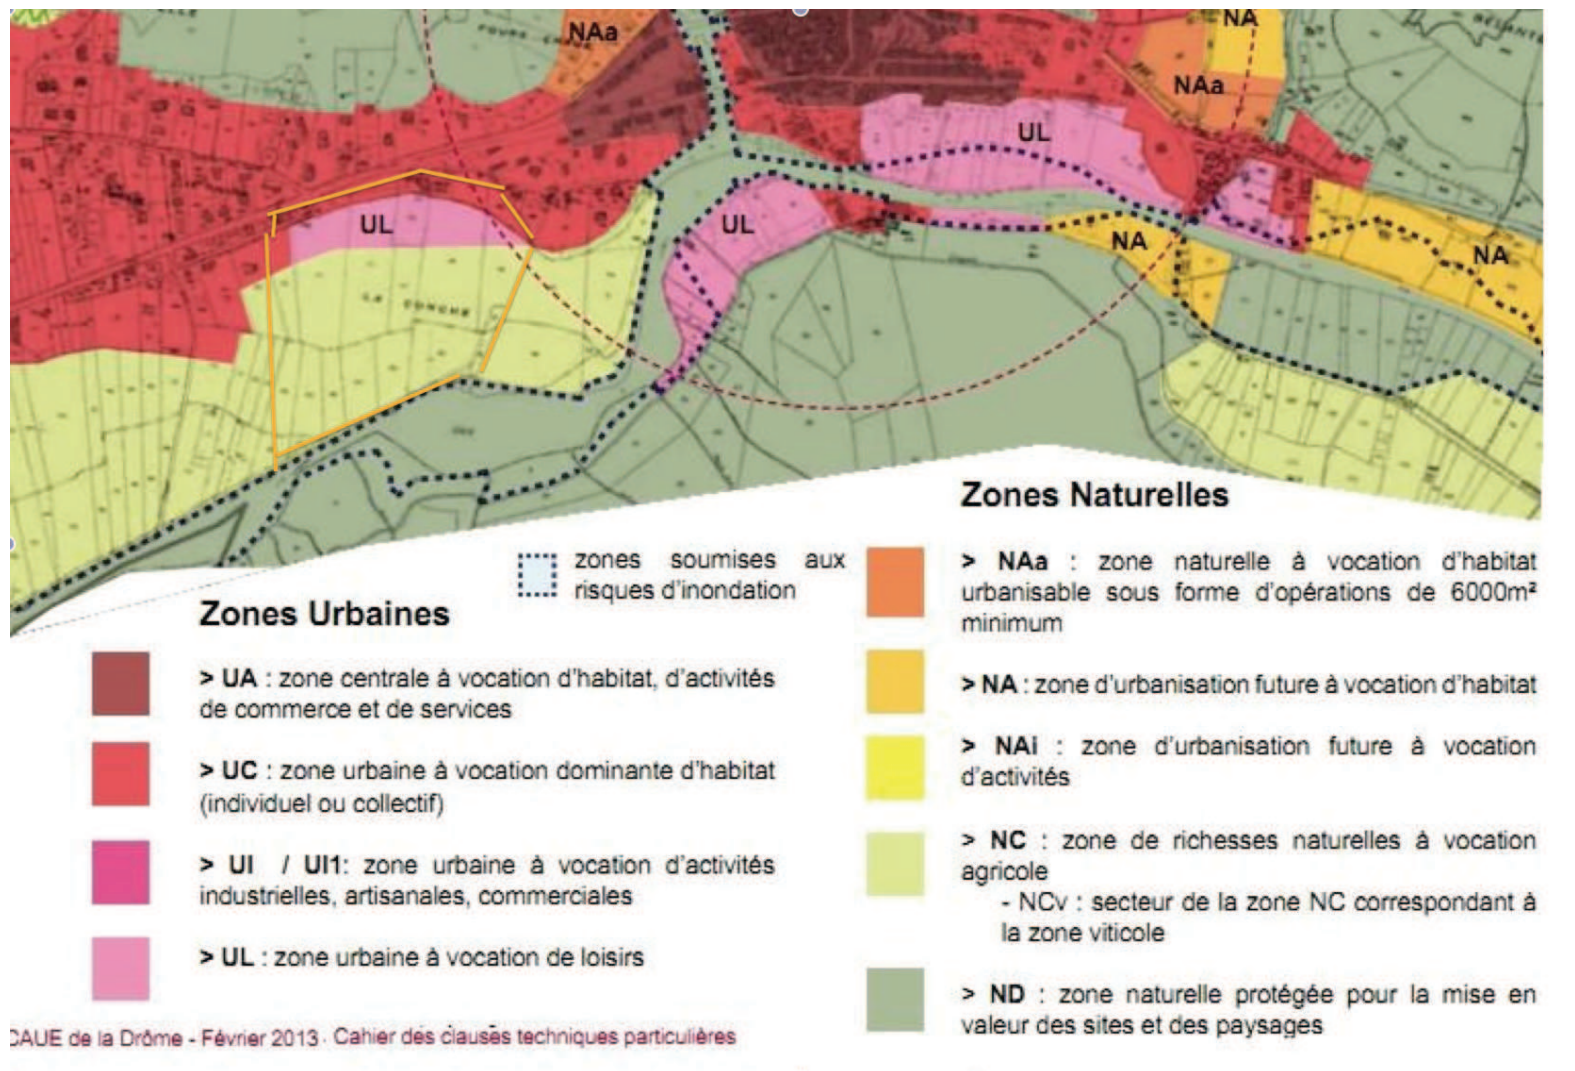 NAa
NA
NAa
UL
UL
UL
NA
NA
LE CONCHE
Zones Naturelles
zones soumises aux
risques d'inondation
> NAa : zone naturelle à vocation d'habitat
urbanisable sous forme d'opérations de 6000m²
minimum
Zones Urbaines
> UA : zone centrale à vocation d'habitat, d'activités
de commerce et de services
> NA : zone d'urbanisation future à vocation d'habitat
> UC : zone urbaine à vocation dominante d'habitat
(individuel ou collectif)
> NAi : zone d'urbanisation future à vocation
d'activités
> UI / UI1: zone urbaine à vocation d'activités
industrielles, artisanales, commerciales
> NC : zone de richesses naturelles à vocation
agricole
- NCv : secteur de la zone NC correspondant à
la zone viticole
> UL : zone urbaine à vocation de loisirs
> ND : zone naturelle protégée pour la mise en
valeur des sites et des paysages
CAUE de la Drôme - Février 2013 · Cahier des clauses techniques particulières